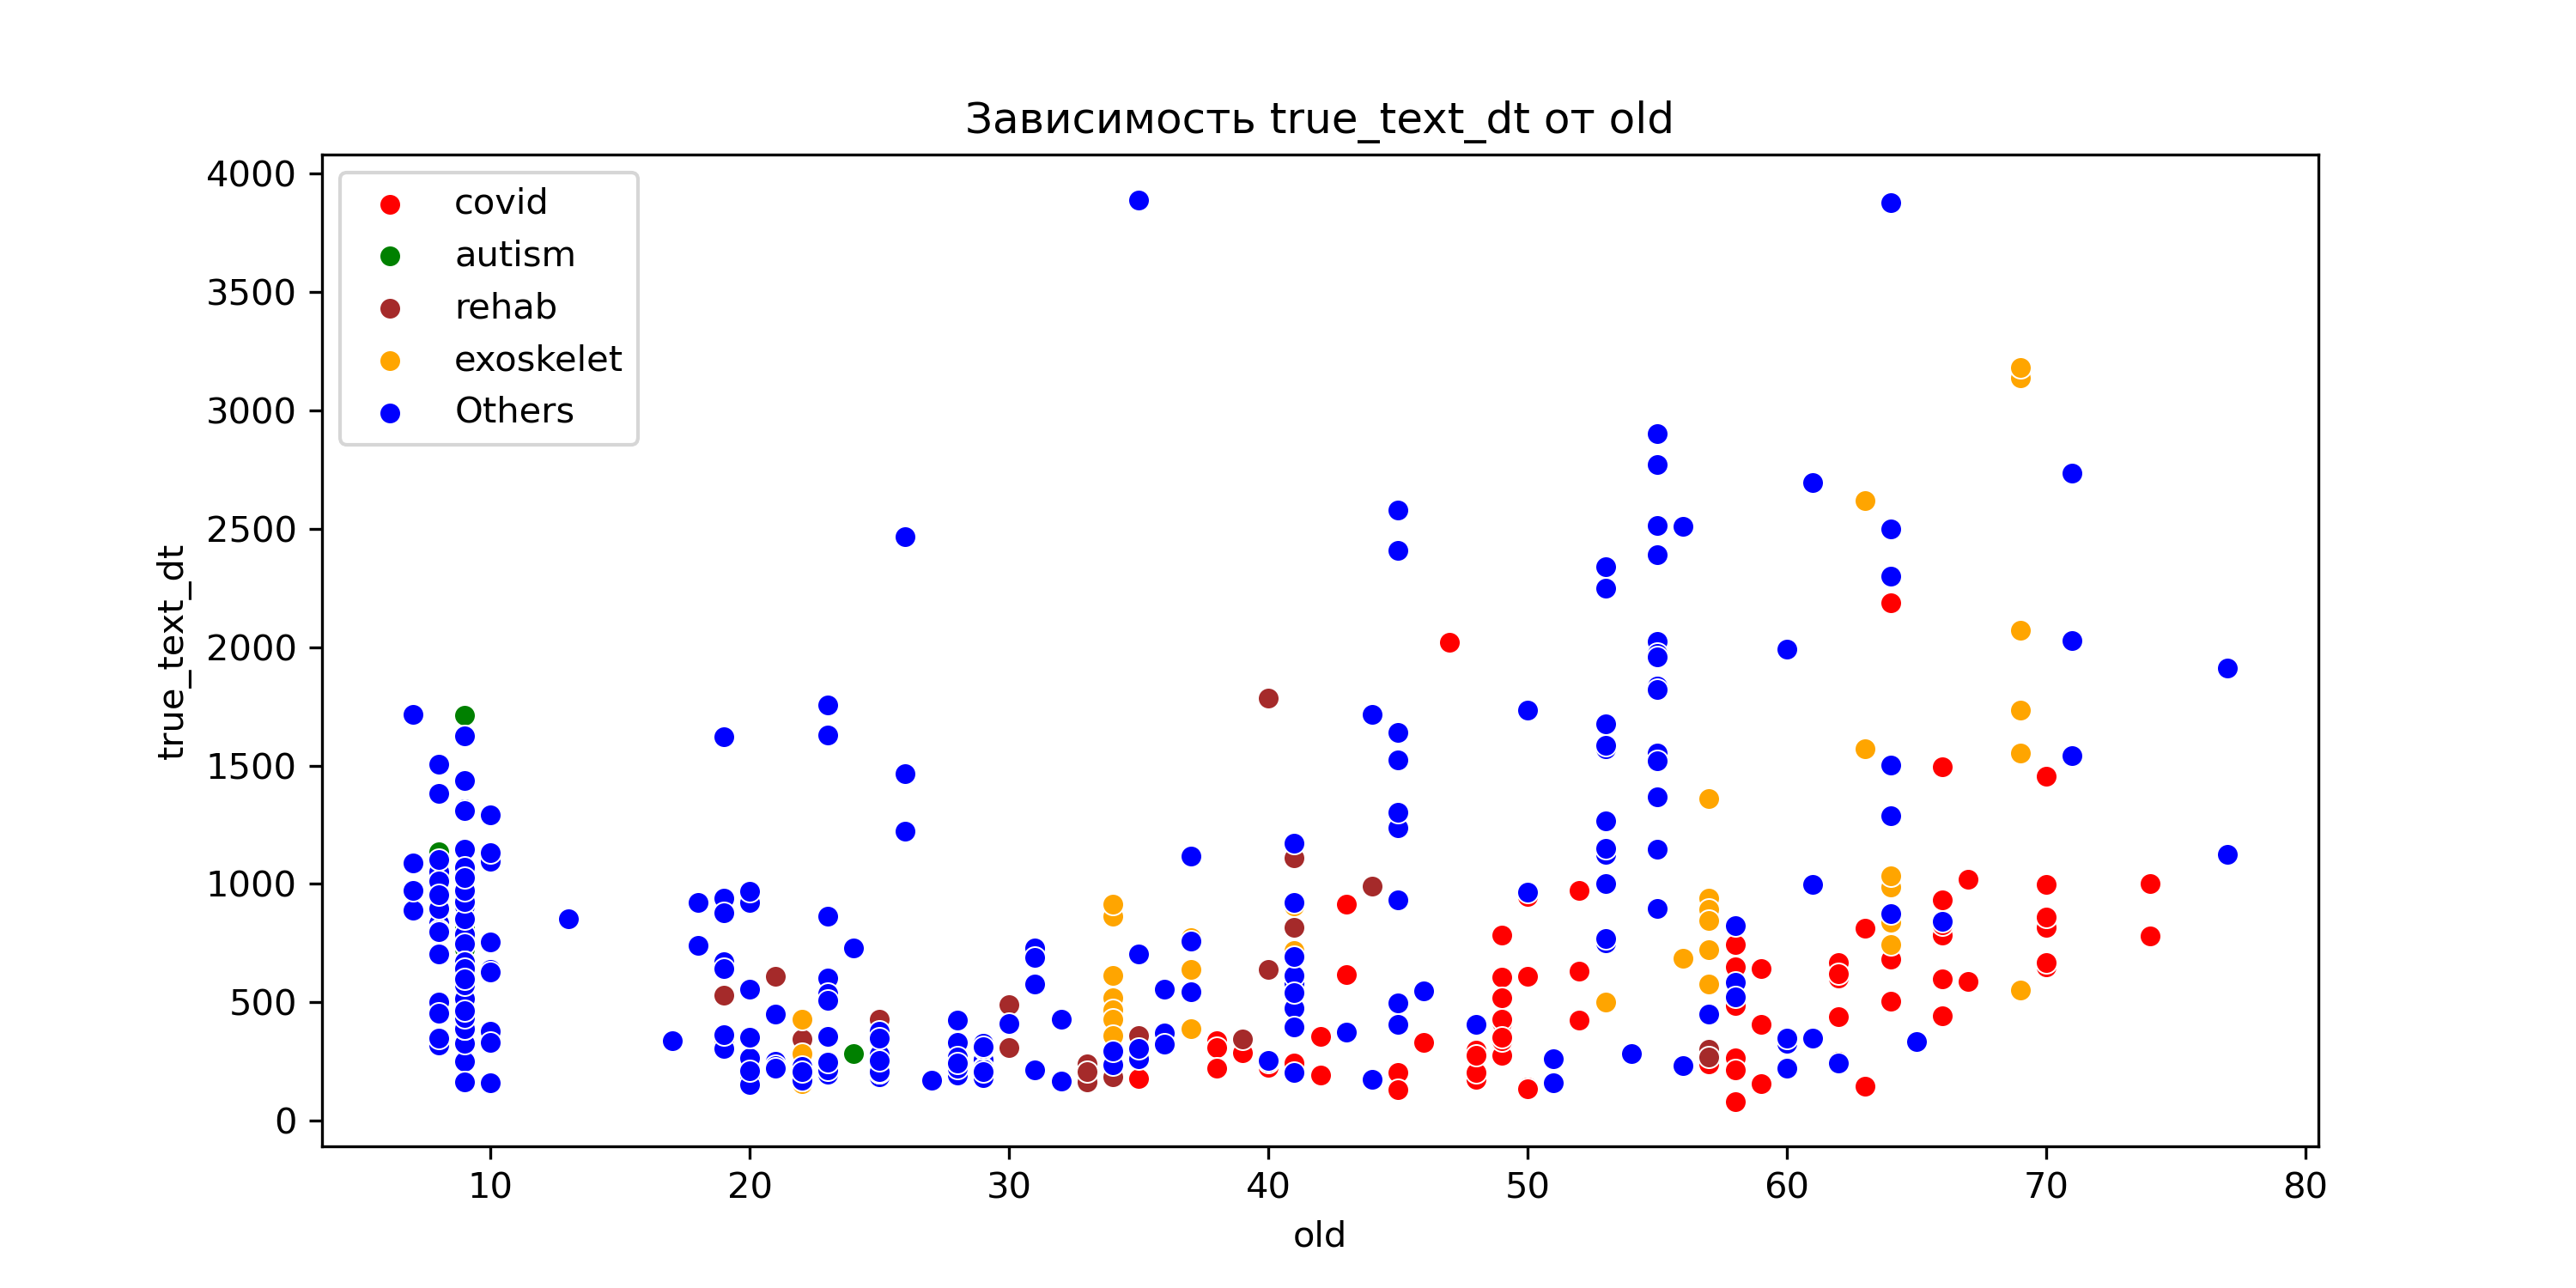 Зависимость true_text_dt от old
4000
3500
3000
2500
2000
1500
1000
500
0
true_text_dt
covid
autism
rehab
exoskelet
Others
10 20 30 40 50 60 70 80
old